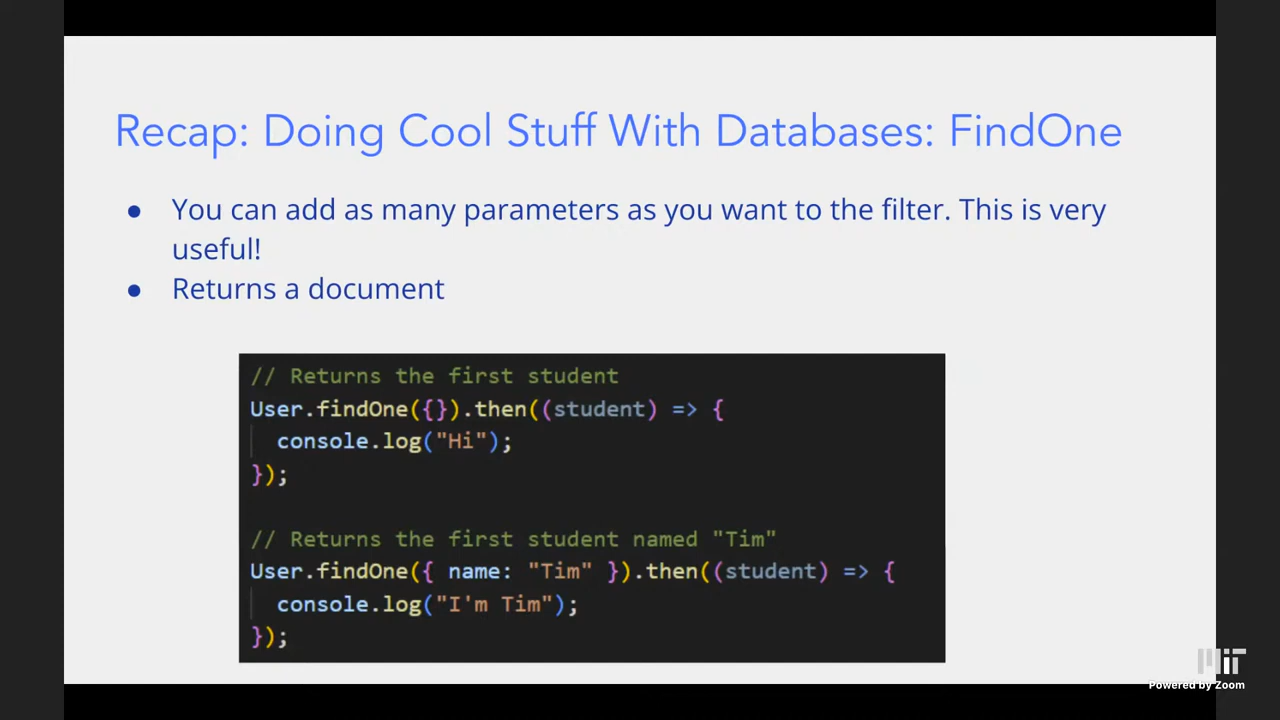 Recap: Doing Cool Stuff With Databases: FindOne
● You can add as many parameters as you want to the filter. This is very
useful!
● Returns a document
// Returns the first student
User.findOne({}).then((student) => {
  console.log("Hi");
});
// Returns the first student named "Tim"
User.findOne({ name: "Tim" }).then((student) => {
  console.log("I'm Tim");
});
MIT
Powered by Zoom